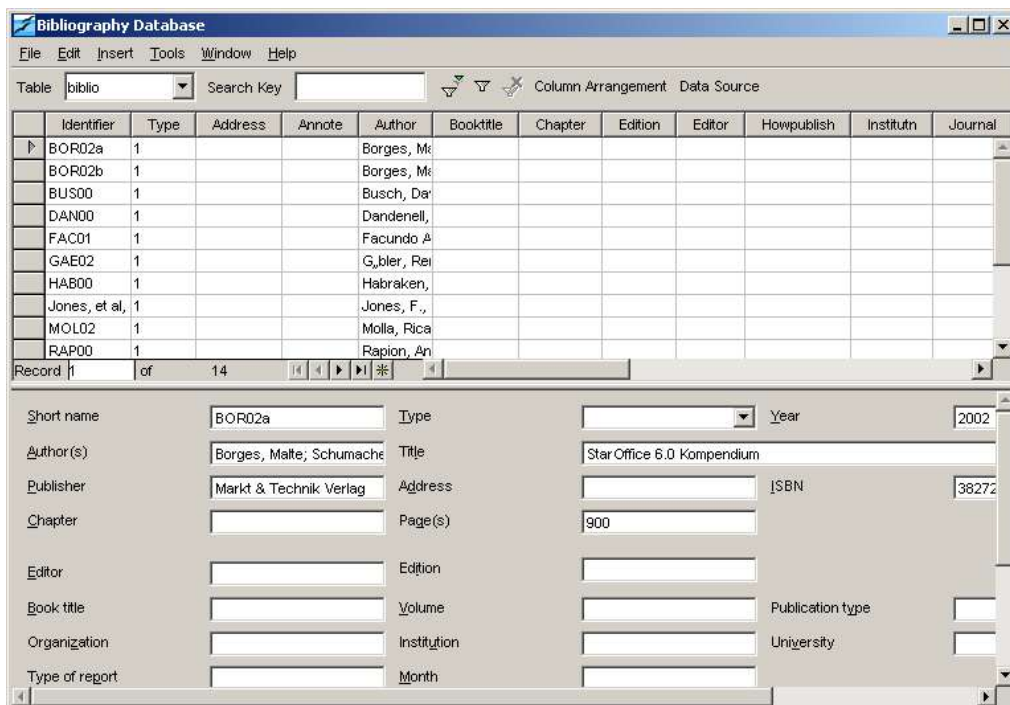 Bibliography Database
File Edit Insert Tools Window Help
Table biblio Search Key Column Arrangement Data Source
Identifier Type Address Annote Author Booktitle Chapter Edition Editor Howpublish Institutn Journal
BOR02a 1 Borges, Ma
BOR02b 1 Borges, Ma
BUS00 1 Busch, Da
DAN00 1 Dandenell,
FAC01 1 Facundo A
GAE02 1 G„bler, Rei
HAB00 1 Habraken,
Jones, et al, 1 Jones, F.,
MOL02 1 Molla, Rica
RAP00 1 Rapion, An
Record 1 of 14
Short name BOR02a Type Year 2002
Author(s) Borges, Malte; Schumache Title StarOffice 6.0 Kompendium
Publisher Markt & Technik Verlag Address ISBN 38272
Chapter Page(s) 900
Editor Edition
Book title Volume Publication type
Organization Institution University
Type of report Month